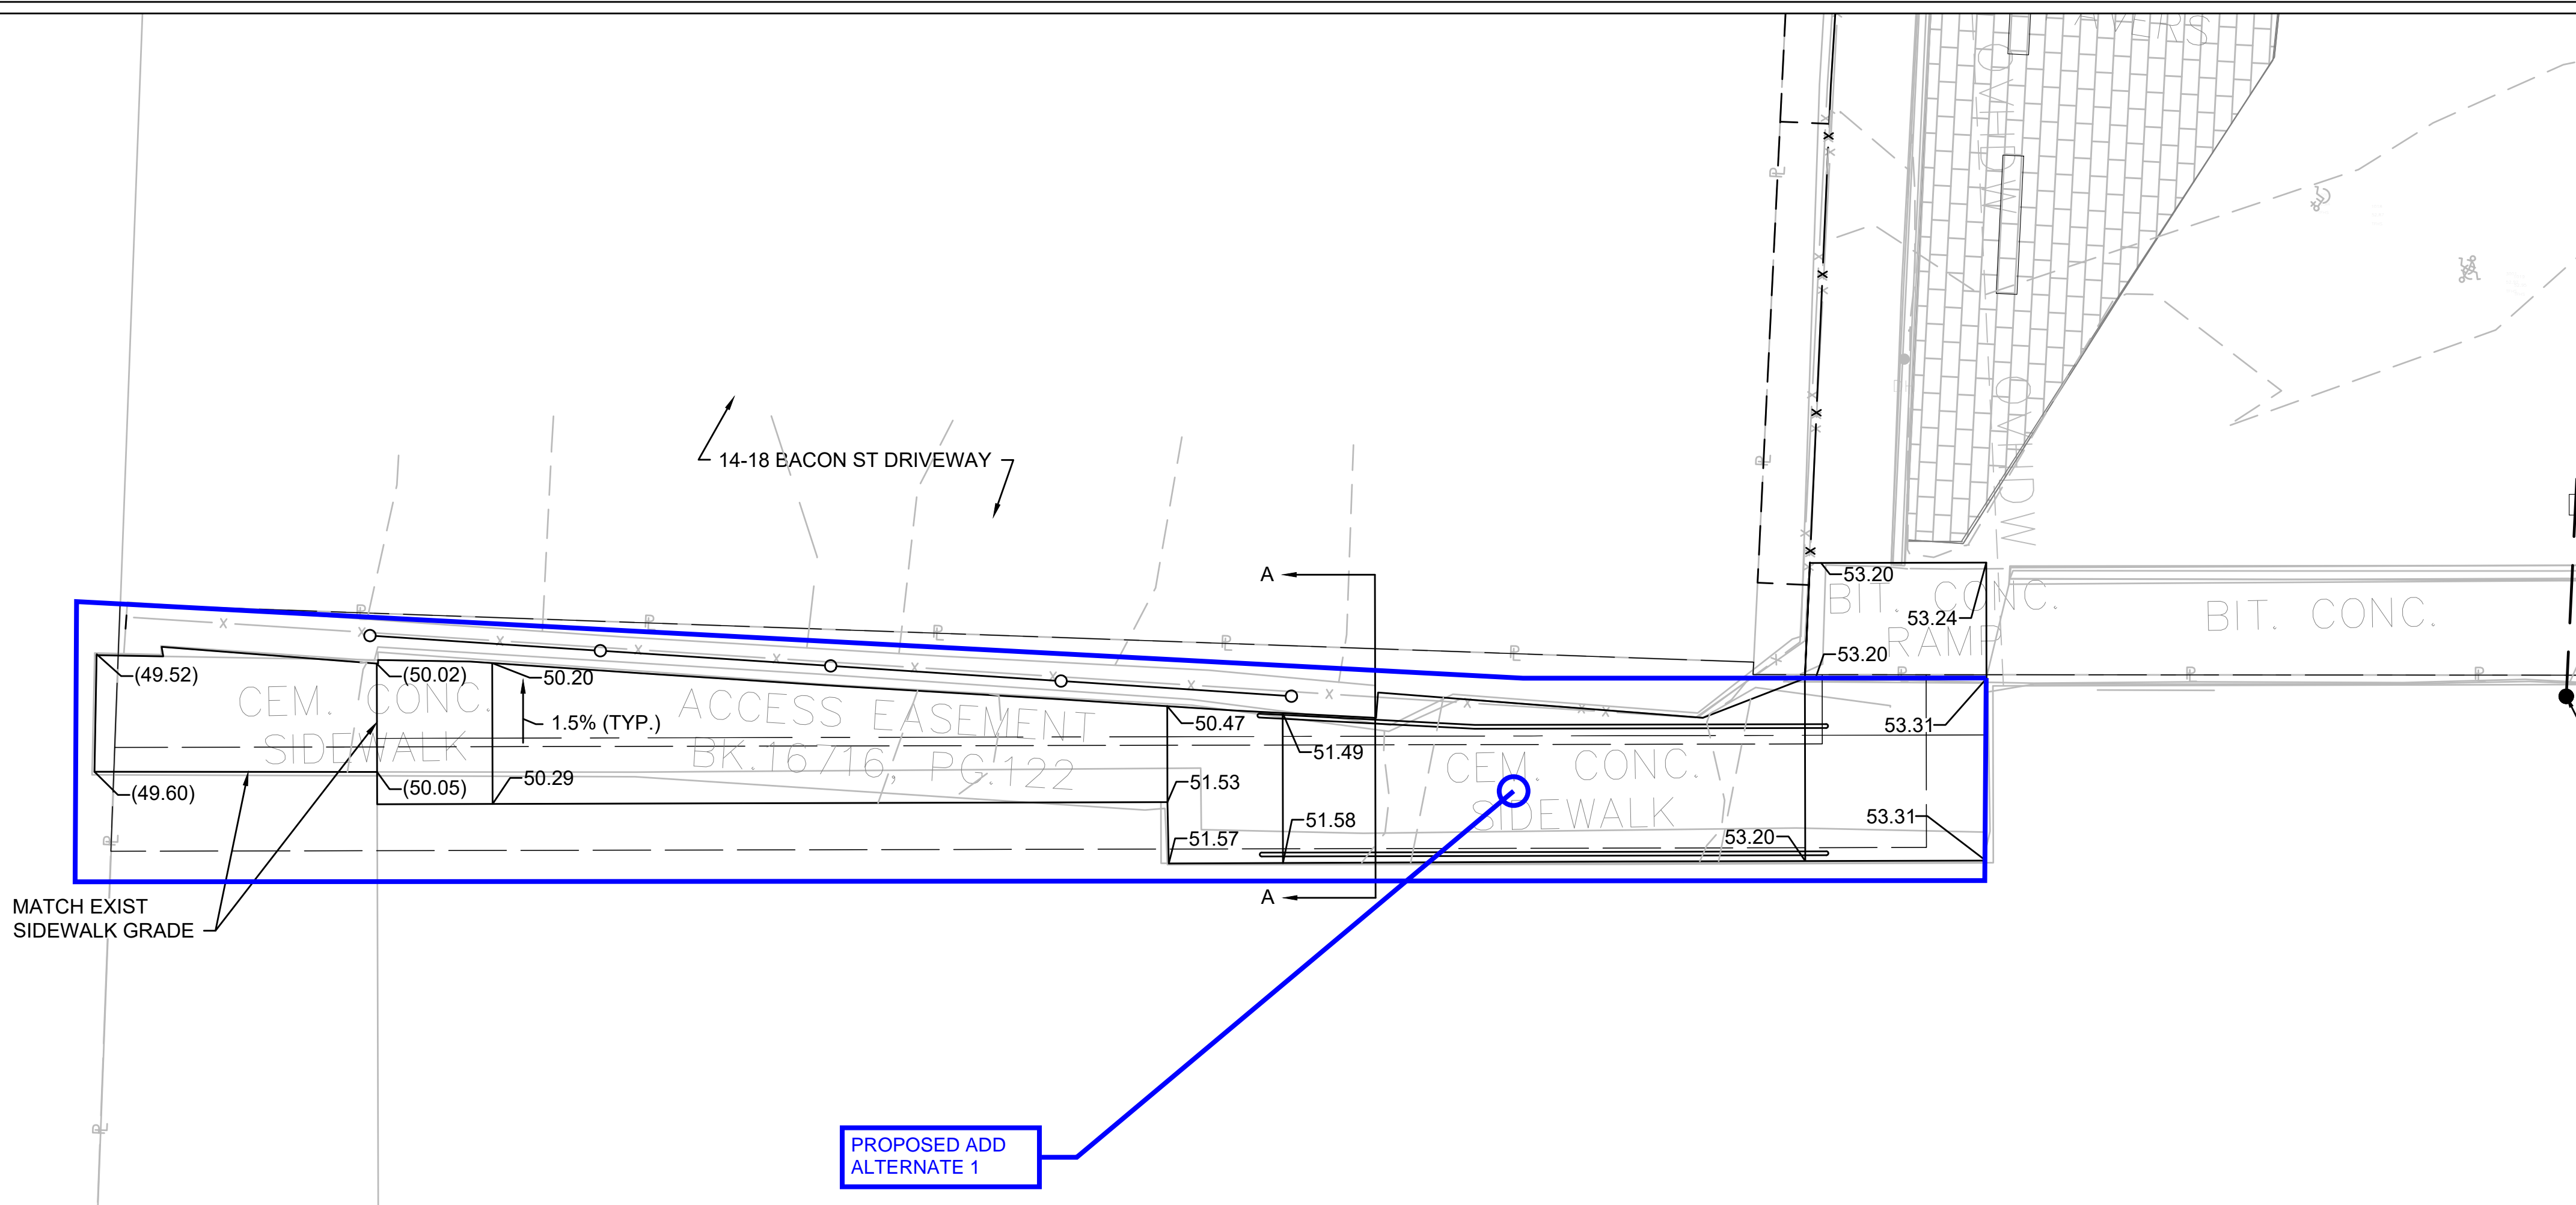 AVERS
COMHDW
COMHDW
14-18 BACON ST DRIVEWAY
A
53.20
BIT. CONC.
RAMP
53.24
BIT. CONC.
53.20
(49.52)
(50.02)
50.20
CEM. CONC.
SIDEWALK
1.5% (TYP.)
ACCESS EASEMENT
BK.16716, PG.122
50.47
51.49
53.31
(49.60)
(50.05)
50.29
51.53
CEM. CONC.
SIDEWALK
51.57
51.58
53.20
53.31
A
MATCH EXIST
SIDEWALK GRADE
PROPOSED ADD
ALTERNATE 1